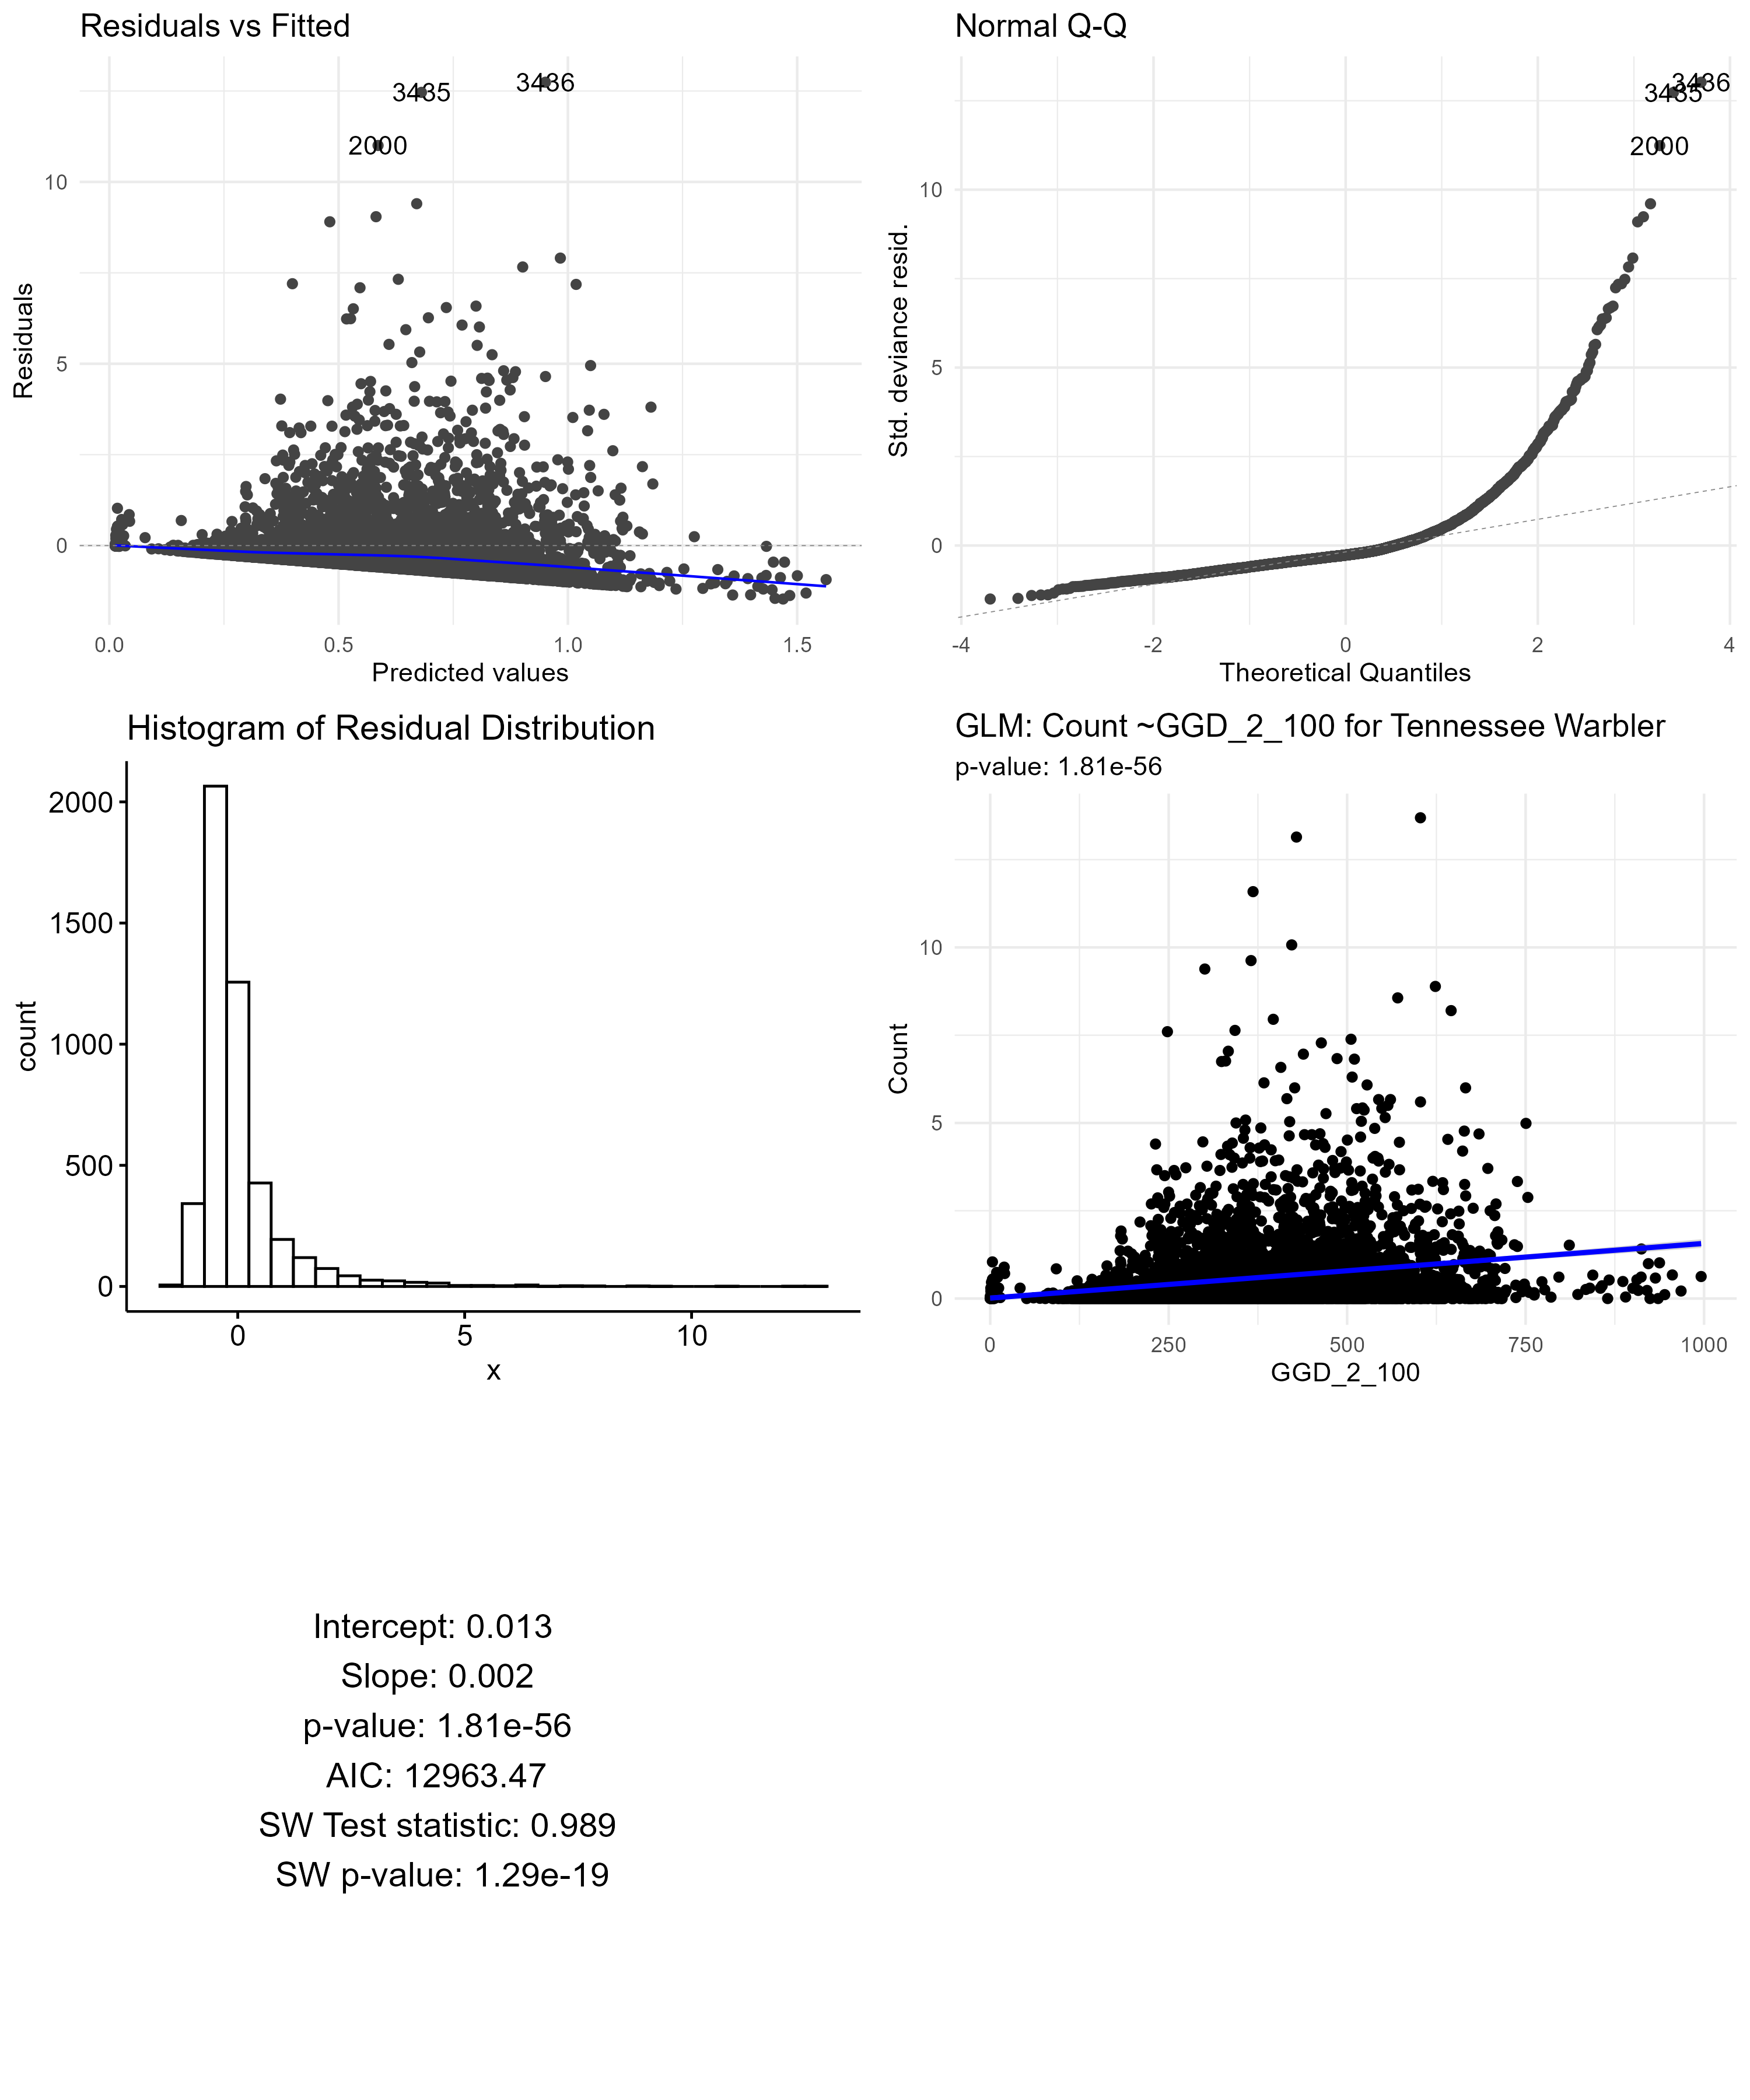 Residuals vs Fitted
3486
3435
2000
10
5
0
Residuals
0.0 0.5 1.0 1.5
Predicted values
Normal Q-Q
3486
3435
2000
10
5
0
Std. deviance resid.
-4 -2 0 2 4
Theoretical Quantiles
Histogram of Residual Distribution
2000
1500
1000
500
0
count
0 5 10
x
GLM: Count ~GGD_2_100 for Tennessee Warbler
p-value: 1.81e-56
10
5
0
Count
0 250 500 750 1000
GGD_2_100
Intercept: 0.013
Slope: 0.002
p-value: 1.81e-56
AIC: 12963.47
SW Test statistic: 0.989
SW p-value: 1.29e-19